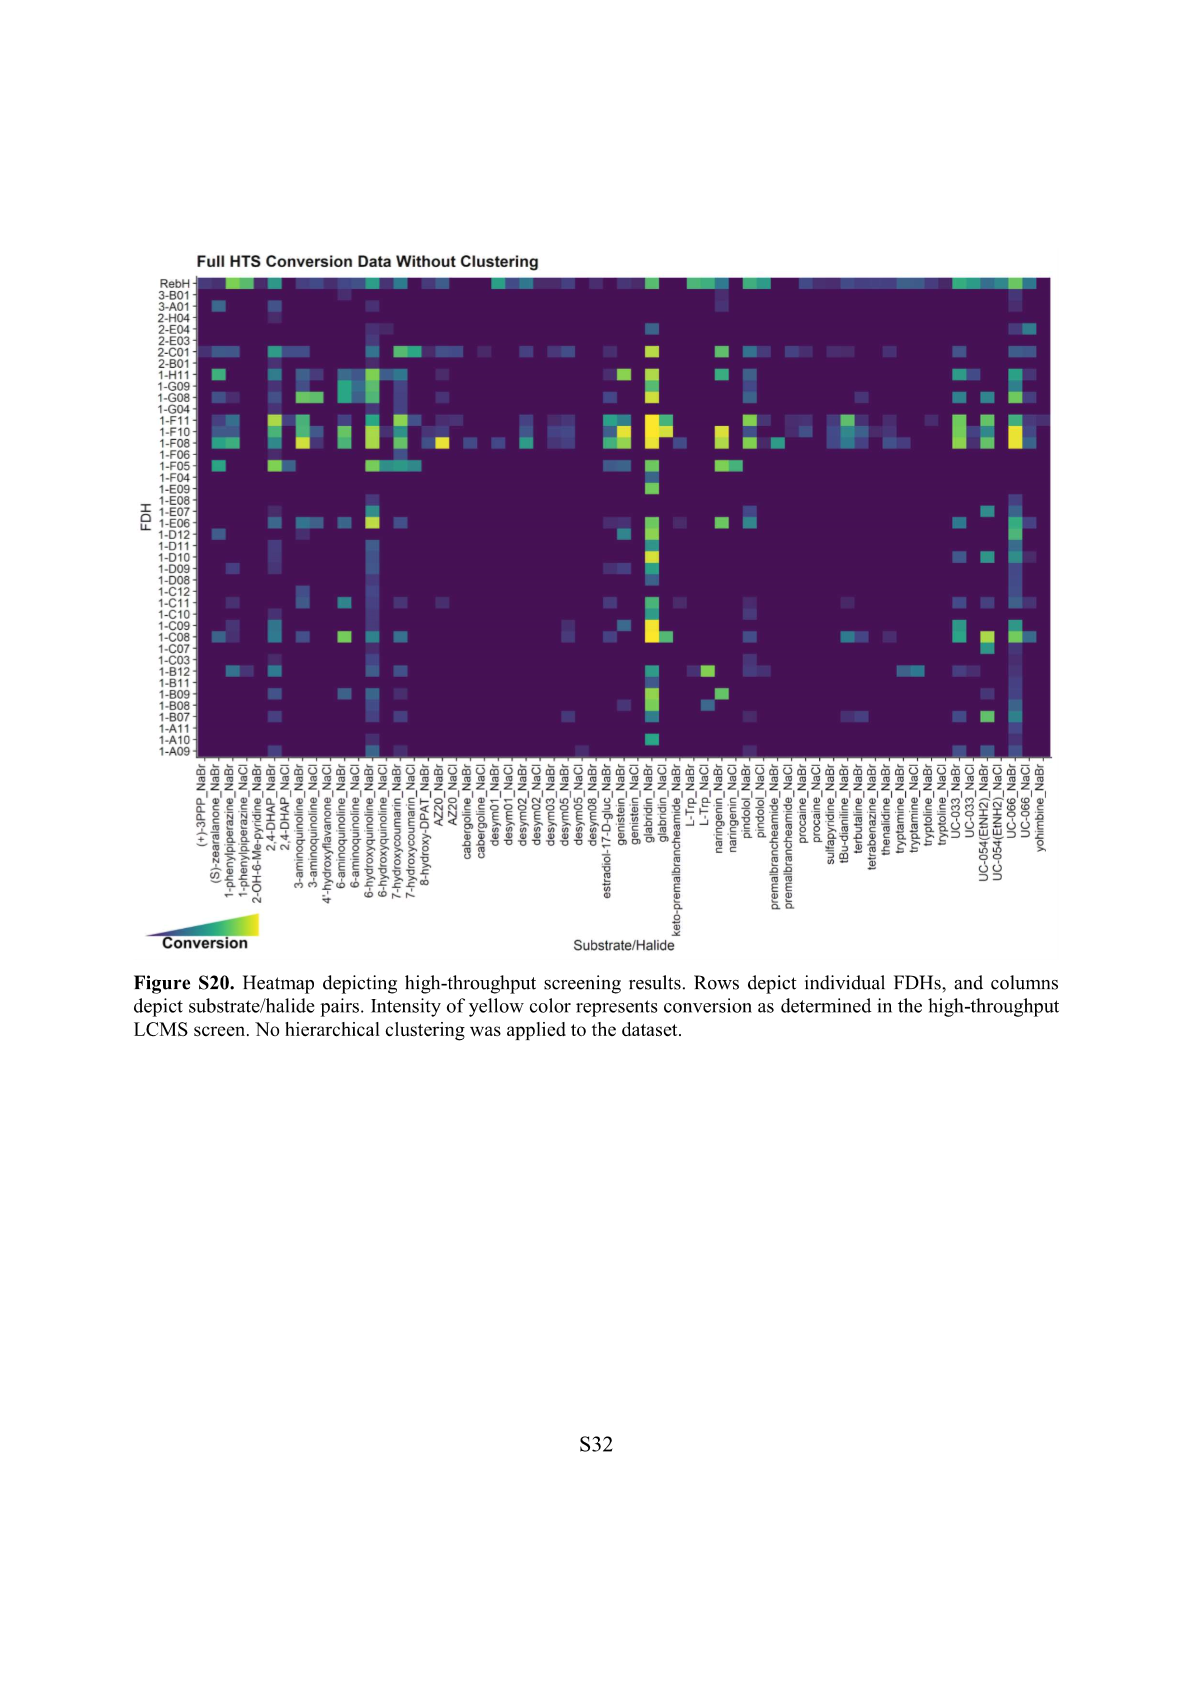 Full HTS Conversion Data Without Clustering
RebH
3-B01
3-A01
2-H04
2-E04
2-E03
2-C01
2-B01
1-H11
1-G09
1-G08
1-G04
1-F11
1-F10
1-F08
1-F06
1-F05
1-F04
1-E09
1-E08
1-E07
1-E06
1-D12
1-D11
1-D10
1-D09
1-D08
1-C12
1-C11
1-C10
1-C09
1-C08
1-C07
1-C03
1-B12
1-B11
1-B09
1-B08
1-B07
1-A11
1-A10
1-A09
FDH
(+)-3PPP_NaBr
(S)-zearalanone_NaBr
1-phenylpiperazine_NaBr
1-phenylpiperazine_NaCl
2-OH-6-Me-pyridine_NaBr
2,4-DHAP_NaBr
2,4-DHAP_NaCl
3-aminoquinoline_NaBr
3-aminoquinoline_NaCl
4'-hydroxyflavanone_NaCl
6-aminoquinoline_NaBr
6-aminoquinoline_NaCl
6-hydroxyquinoline_NaBr
6-hydroxyquinoline_NaCl
7-hydroxycoumarin_NaBr
7-hydroxycoumarin_NaCl
8-hydroxy-DPAT_NaBr
AZ20_NaBr
AZ20_NaCl
cabergoline_NaBr
cabergoline_NaCl
desym01_NaBr
desym01_NaCl
desym02_NaBr
desym02_NaCl
desym03_NaBr
desym05_NaBr
desym05_NaCl
desym08_NaBr
estradiol-17-D-gluc_NaBr
genistein_NaBr
genistein_NaCl
glabridin_NaBr
glabridin_NaCl
keto-premalbrancheamide_NaBr
L-Trp_NaBr
L-Trp_NaCl
naringenin_NaBr
naringenin_NaCl
pindolol_NaBr
pindolol_NaCl
premalbrancheamide_NaBr
premalbrancheamide_NaCl
procaine_NaBr
procaine_NaCl
sulfapyridine_NaBr
tBu-dianiline_NaBr
terbutaline_NaBr
tetrabenazine_NaBr
thenalidine_NaBr
tryptamine_NaBr
tryptamine_NaCl
tryptoline_NaBr
tryptoline_NaCl
UC-033_NaBr
UC-033_NaCl
UC-054(EtNH2)_NaBr
UC-054(EtNH2)_NaCl
UC-066_NaBr
UC-066_NaCl
yohimbine_NaBr
Conversion
Substrate/Halide
Figure S20. Heatmap depicting high-throughput screening results. Rows depict individual FDHs, and columns
depict substrate/halide pairs. Intensity of yellow color represents conversion as determined in the high-throughput
LCMS screen. No hierarchical clustering was applied to the dataset.
S32